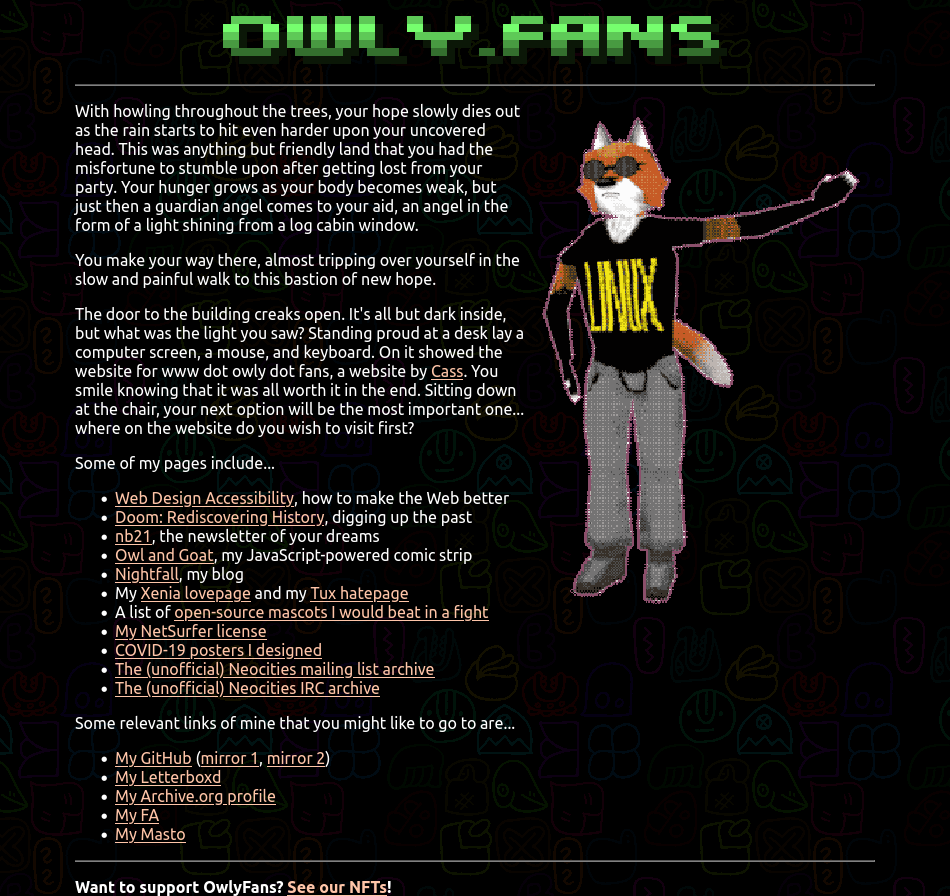 OWLY.FANS
With howling throughout the trees, your hope slowly dies out
as the rain starts to hit even harder upon your uncovered
head. This was anything but friendly land that you had the
misfortune to stumble upon after getting lost from your
party. Your hunger grows as your body becomes weak, but
just then a guardian angel comes to your aid, an angel in the
form of a light shining from a log cabin window.
You make your way there, almost tripping over yourself in the
slow and painful walk to this bastion of new hope.
The door to the building creaks open. It's all but dark inside,
but what was the light you saw? Standing proud at a desk lay a
computer screen, a mouse, and keyboard. On it showed the
website for www dot owly dot fans, a website by Cass. You
smile knowing that it was all worth it in the end. Sitting down
at the chair, your next option will be the most important one...
where on the website do you wish to visit first?
LINUX
Some of my pages include...
• Web Design Accessibility, how to make the Web better
• Doom: Rediscovering History, digging up the past
• nb21, the newsletter of your dreams
• Owl and Goat, my JavaScript-powered comic strip
• Nightfall, my blog
• My Xenia lovepage and my Tux hatepage
• A list of open-source mascots I would beat in a fight
• My NetSurfer license
• COVID-19 posters I designed
• The (unofficial) Neocities mailing list archive
• The (unofficial) Neocities IRC archive
Some relevant links of mine that you might like to go to are...
• My GitHub (mirror 1, mirror 2)
• My Letterboxd
• My Archive.org profile
• My FA
• My Masto
Want to support OwlyFans? See our NFTs!